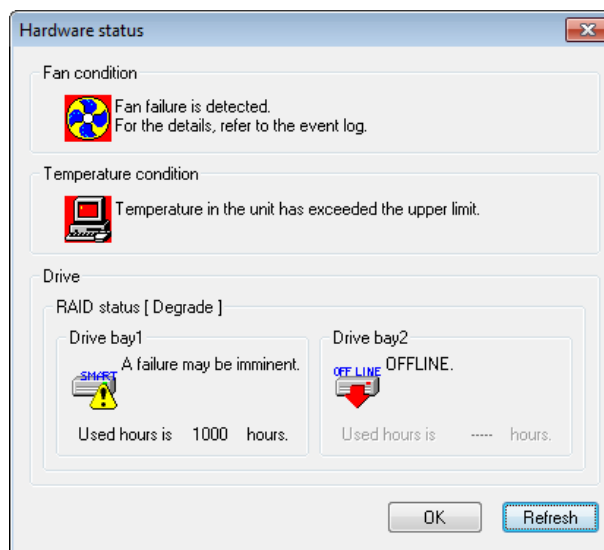 Hardware status
Fan condition
Fan failure is detected.
For the details, refer to the event log.
Temperature condition
Temperature in the unit has exceeded the upper limit.
Drive
RAID status [ Degrade ]
Drive bay1
SMART
A failure may be imminent.
Used hours is 1000 hours.
Drive bay2
OFF LINE
OFFLINE.
Used hours is ----- hours.
OK
Refresh